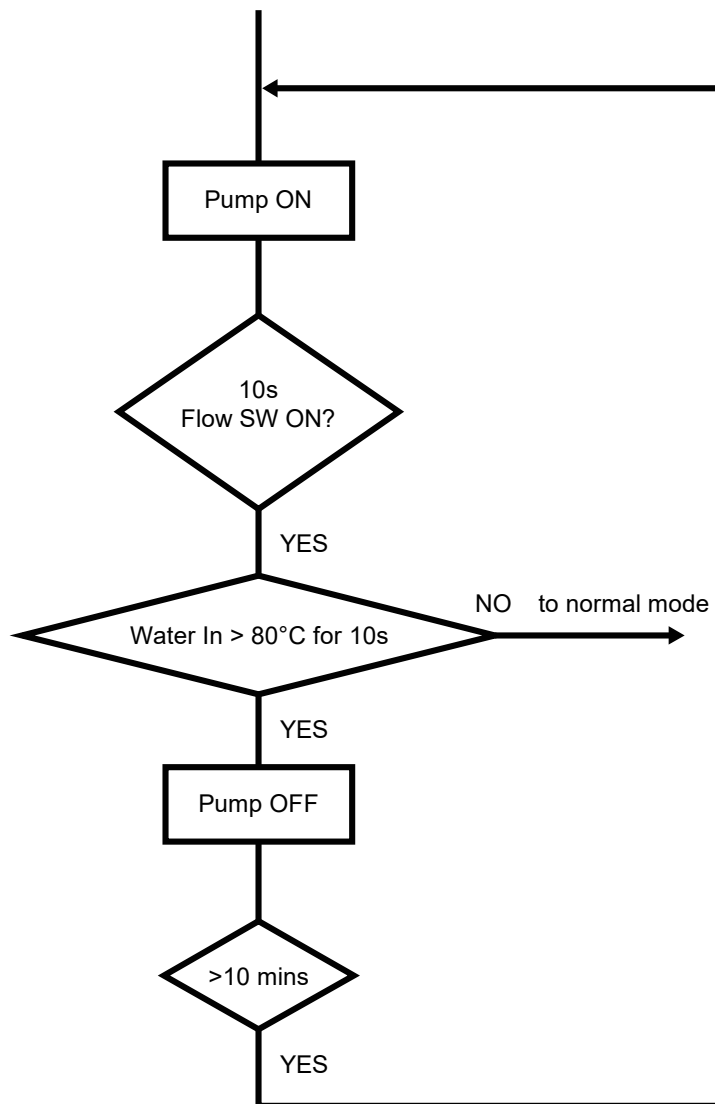 Pump ON
10s
Flow SW ON?
YES
NO to normal mode
Water In > 80°C for 10s
YES
Pump OFF
>10 mins
YES